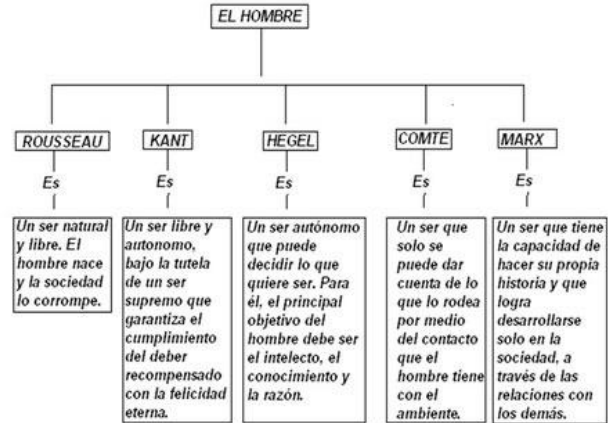 EL HOMBRE
ROUSSEAU
KANT
HEGEL
COMTE
MARX
Es
Es
Es
Es
Es
Un ser natural
y libre. El
hombre nace
y la sociedad
lo corrompe.
Un ser libre y
autonomo,
bajo la tutela
de un ser
supremo que
garantiza el
cumplimiento
del deber
recompensado
con la felicidad
eterna.
Un ser autónomo
que puede
decidir lo que
quiere ser. Para
él, el principal
objetivo del
hombre debe ser
el intelecto, el
conocimiento y
la razón.
Un ser que
solo se
puede dar
cuenta de lo
que lo rodea
por medio
del contacto
que el
hombre tiene
con el
ambiente.
Un ser que tiene
la capacidad de
hacer su propia
historia y que
logra
desarrollarse
solo en la
sociedad, a
través de las
relaciones con
los demás.